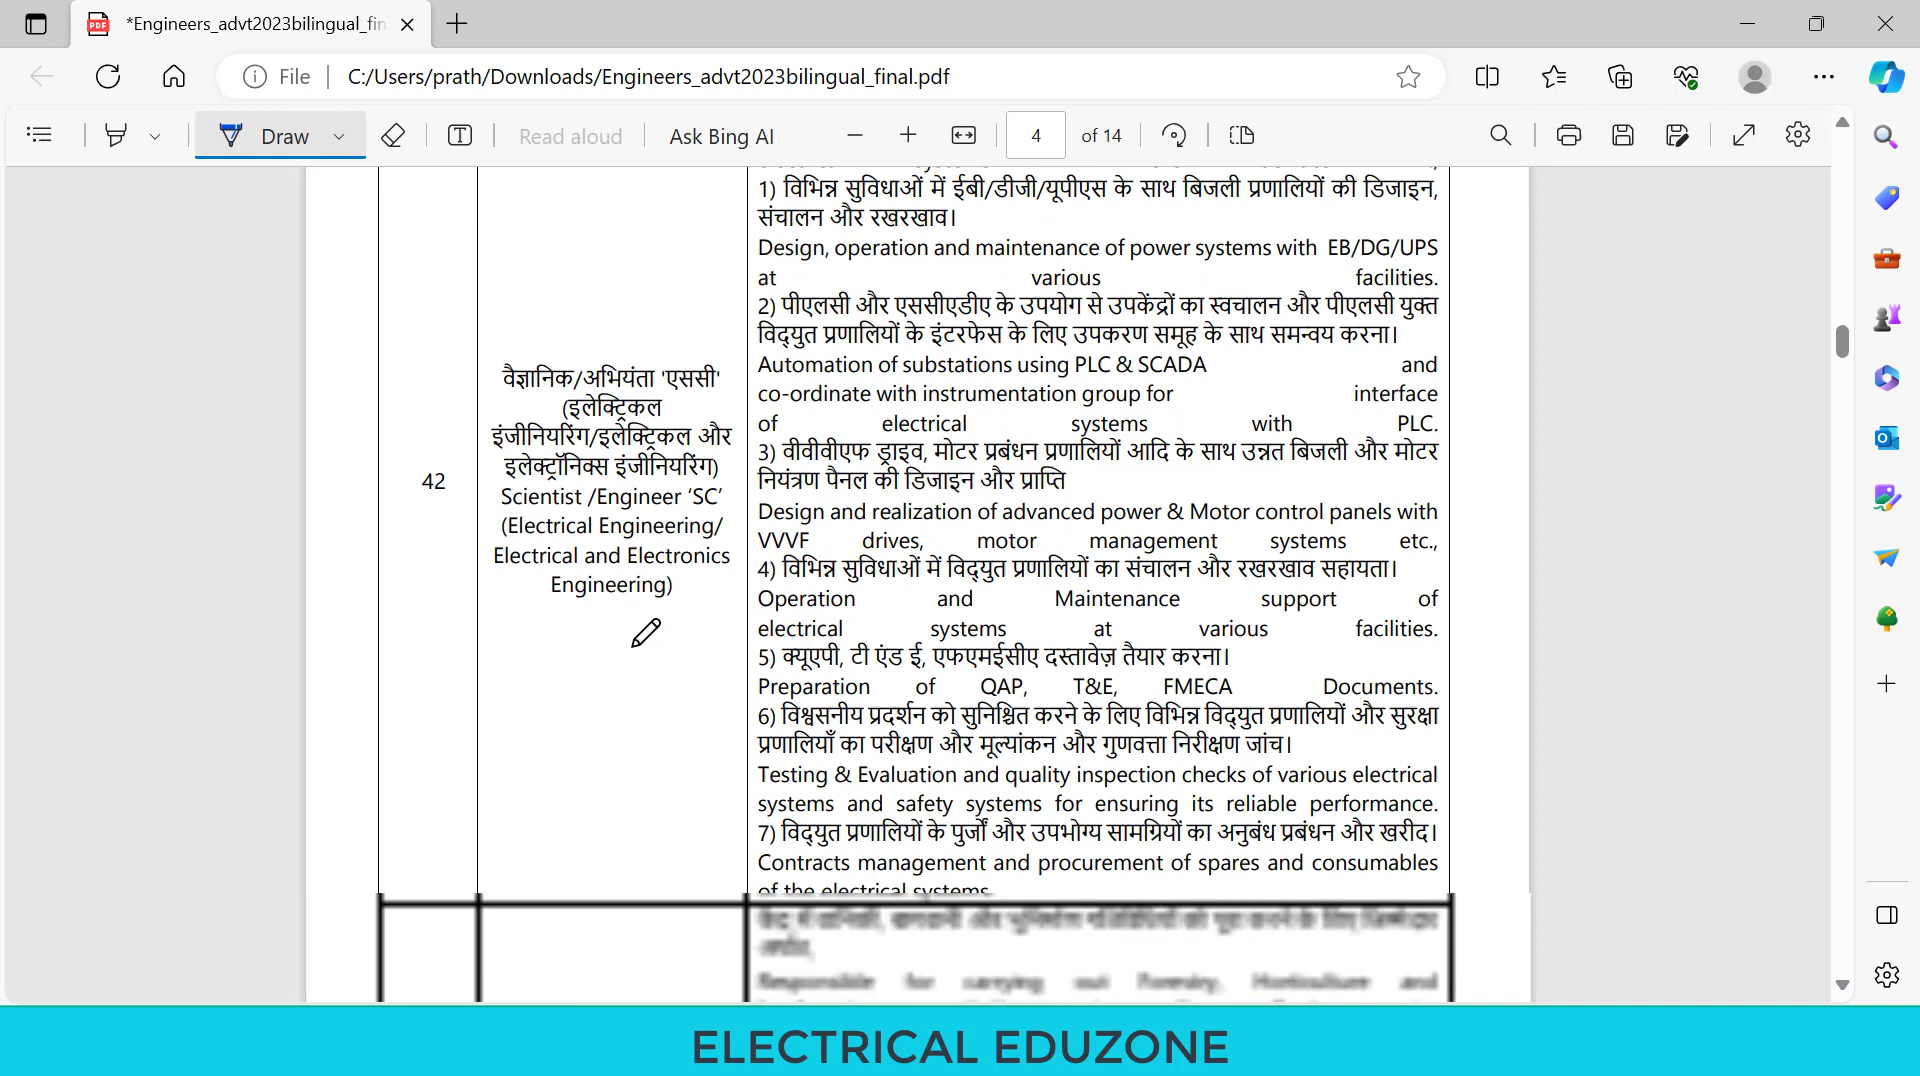 *Engineers_advt2023bilingual_fin
File
C:/Users/prath/Downloads/Engineers_advt2023bilingual_final.pdf
Draw
Read aloud
Ask Bing AI
4
of 14
1) विभिन्न सुविधाओं में ईबी/डीजी/यूपीएस के साथ बिजली प्रणालियों की डिजाइन,
संचालन और रखरखाव।
Design, operation and maintenance of power systems with EB/DG/UPS
at various facilities.
2) पीएलसी और एससीएडीए के उपयोग से उपकेंद्रों का स्वचालन और पीएलसी युक्त
विद्युत प्रणालियों के इंटरफेस के लिए उपकरण समूह के साथ समन्वय करना।
Automation of substations using PLC & SCADA and
co-ordinate with instrumentation group for interface
of electrical systems with PLC.
3) वीवीवीएफ ड्राइव, मोटर प्रबंधन प्रणालियों आदि के साथ उन्नत बिजली और मोटर
नियंत्रण पैनल की डिजाइन और प्राप्ति
Design and realization of advanced power & Motor control panels with
VVVF drives, motor management systems etc.,
4) विभिन्न सुविधाओं में विद्युत प्रणालियों का संचालन और रखरखाव सहायता।
Operation and Maintenance support of
electrical systems at various facilities.
5) क्यूएपी, टी एंड ई, एफएमईसीए दस्तावेज़ तैयार करना।
Preparation of QAP, T&E, FMECA Documents.
6) विश्वसनीय प्रदर्शन को सुनिश्चित करने के लिए विभिन्न विद्युत प्रणालियों और सुरक्षा
प्रणालियाँ का परीक्षण और मूल्यांकन और गुणवत्ता निरीक्षण जांच।
Testing & Evaluation and quality inspection checks of various electrical
systems and safety systems for ensuring its reliable performance.
7) विद्युत प्रणालियों के पुर्जों और उपभोग्य सामग्रियों का अनुबंध प्रबंधन और खरीद।
Contracts management and procurement of spares and consumables
of the electrical systems.
42
वैज्ञानिक/अभियंता 'एससी'
(इलेक्ट्रिकल
इंजीनियरिंग/इलेक्ट्रिकल और
इलेक्ट्रॉनिक्स इंजीनियरिंग)
Scientist /Engineer ‘SC’
(Electrical Engineering/
Electrical and Electronics
Engineering)
Responsible for carrying out Forestry, Horticulture and
ELECTRICAL EDUZONE